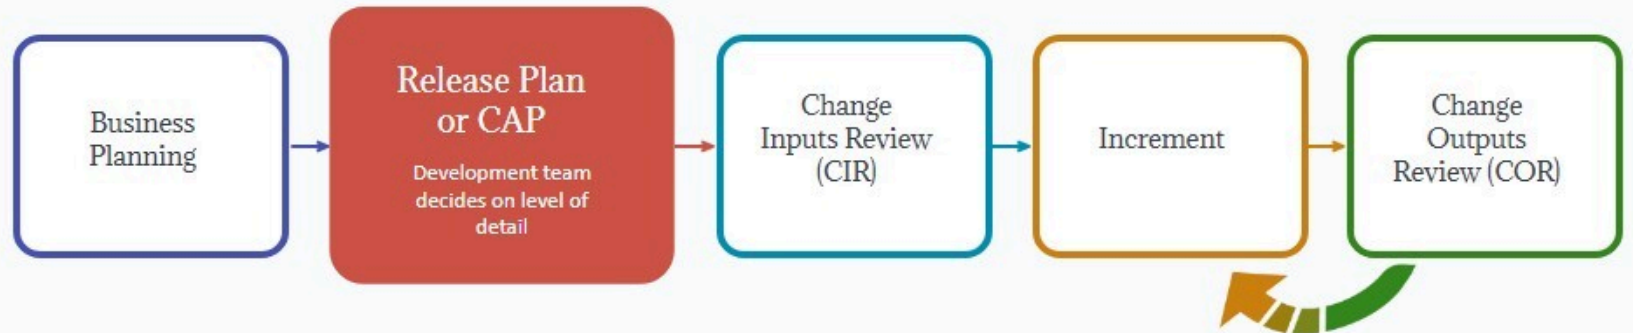 Business
Planning
Release Plan
or CAP
Development team
decides on level of
detail
Change
Inputs Review
(CIR)
Increment
Change
Outputs
Review (COR)